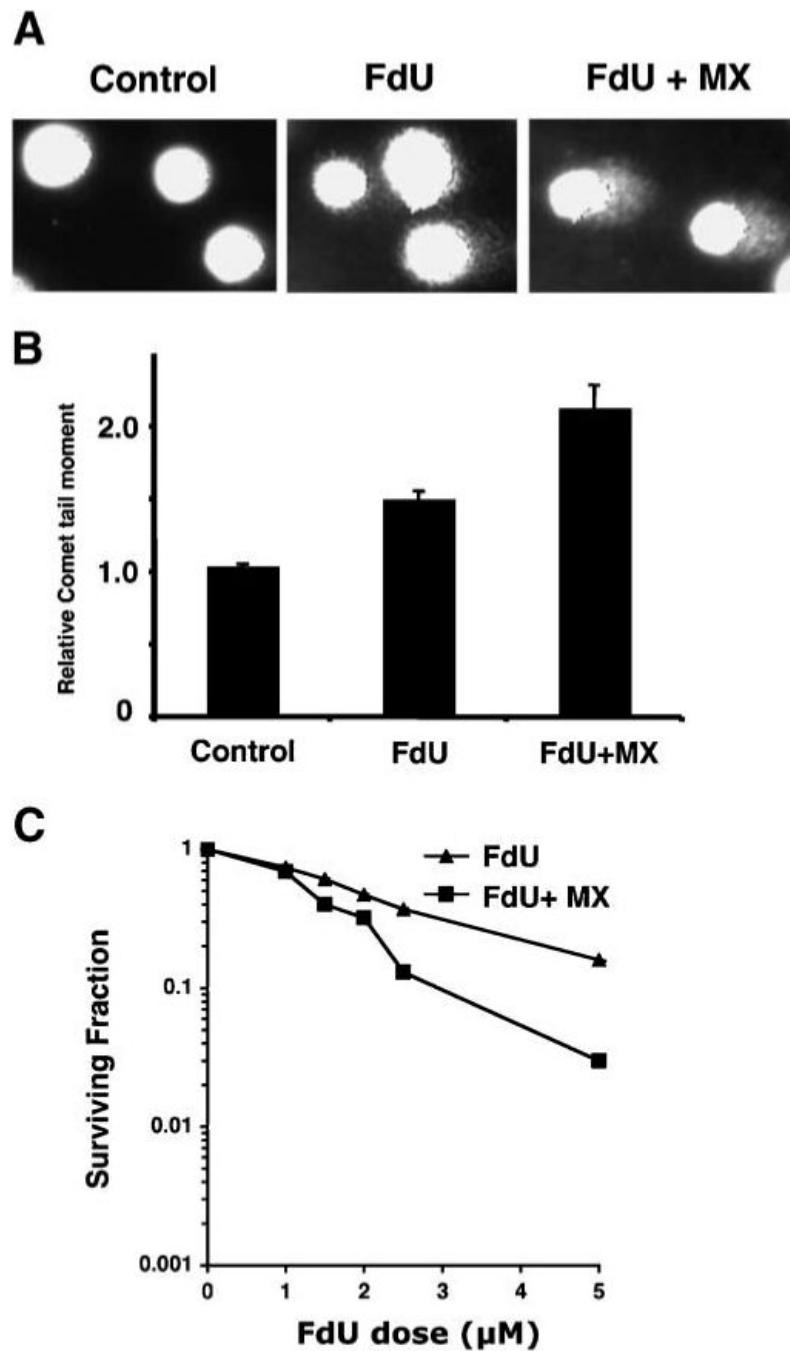 A
Control FdU FdU + MX
B
Relative Comet tail moment
2.0
1.0
0
Control FdU FdU+MX
C
FdU
FdU+ MX
Surviving Fraction
1
0.1
0.01
0.001
0 1 2 3 4 5
FdU dose (µM)